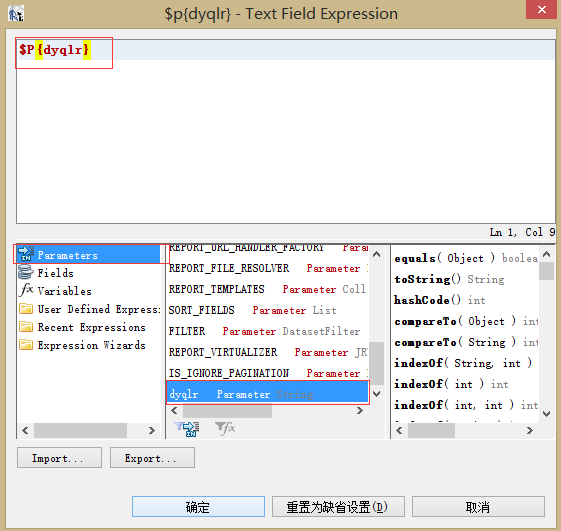 $p{dyqlr} - Text Field Expression
$P{dyqlr}
Ln 1, Col 9
Parameters
Fields
Variables
User Defined Express:
Recent Expressions
Expression Wizards
REPORT_URL_HANDLER_FACTORY Para
REPORT_FILE_RESOLVER Parameter
REPORT_TEMPLATES Parameter Coll
SORT_FIELDS Parameter List
FILTER Parameter DatasetFilter
REPORT_VIRTUALIZER Parameter JR
IS_IGNORE_PAGINATION Parameter
dyqlr Parameter String
equals( Object ) boolea
toString() String
hashCode() int
compareTo( Object ) int
compareTo( String ) int
indexOf( String, int )
indexOf( int ) int
indexOf( int, int ) int
Import...
Export...
确定
重置为缺省设置(D)
取消